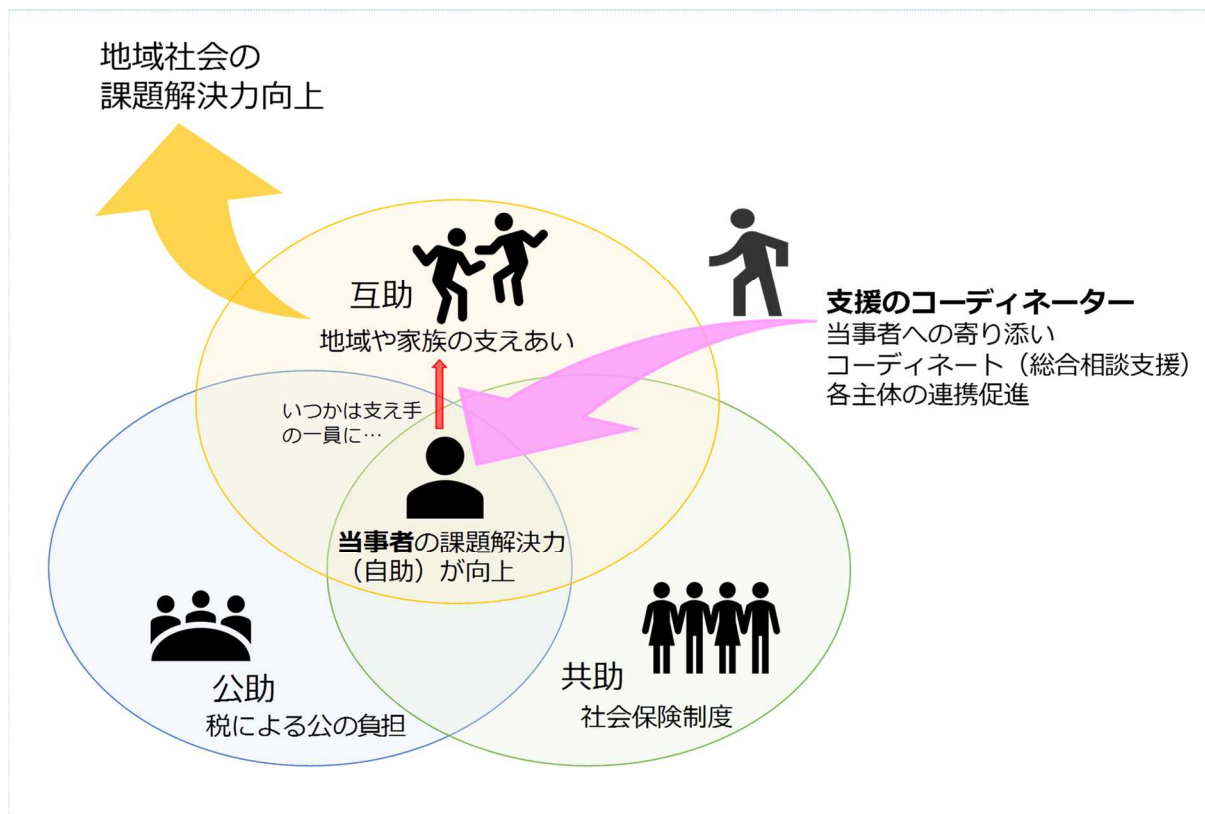 地域社会の
課題解決力向上
互助
地域や家族の支えあい
支援のコーディネーター
当事者への寄り添い
コーディネート（総合相談支援）
各主体の連携促進
いつかは支え手
の一員に…
当事者の課題解決力
（自助）が向上
公助
税による公の負担
共助
社会保険制度